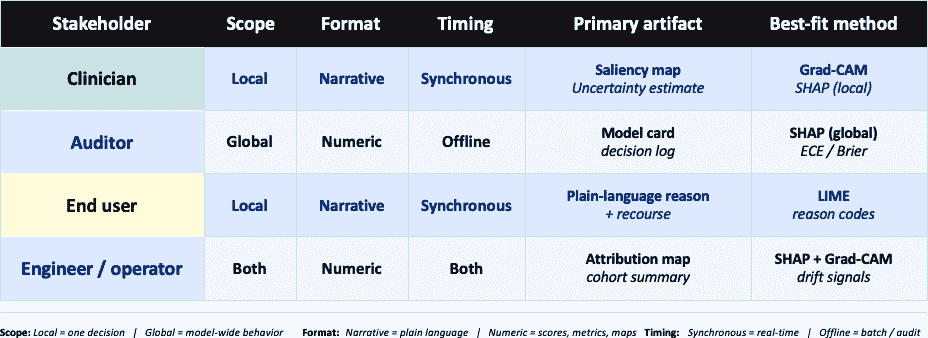 Stakeholder Scope Format Timing Primary artifact Best-fit method
Clinician Local Narrative Synchronous Saliency map Grad-CAM
Uncertainty estimate SHAP (local)
Auditor Global Numeric Offline Model card SHAP (global)
decision log ECE / Brier
End user Local Narrative Synchronous Plain-language reason LIME
+ recourse reason codes
Engineer / operator Both Numeric Both Attribution map SHAP + Grad-CAM
cohort summary drift signals
Scope: Local = one decision | Global = model-wide behavior Format: Narrative = plain language | Numeric = scores, metrics, maps Timing: Synchronous = real-time | Offline = batch / audit